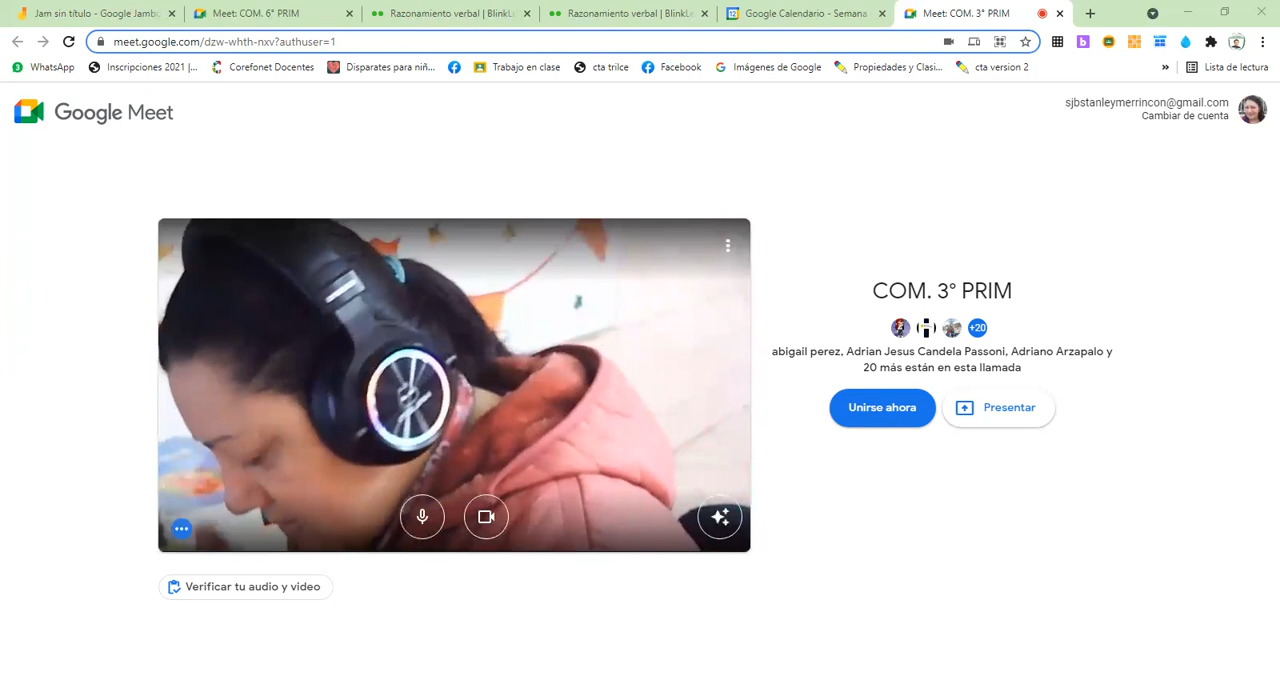 Jam sin título - Google Jambo
Meet: COM. 6° PRIM
Razonamiento verbal | BlinkLe
Razonamiento verbal | BlinkLe
Google Calendario - Semana
Meet: COM. 3° PRIM
meet.google.com/dzw-whth-nxv?authuser=1
3 WhatsApp
Inscripciones 2021 |...
Corefonet Docentes
Disparates para niñ...
Trabajo en clase
cta trilce
Facebook
Imágenes de Google
Propiedades y Clasi...
cta version 2
»
Lista de lectura
Google Meet
sjbstanleymerrincon@gmail.com
Cambiar de cuenta
COM. 3° PRIM
+20
abigail perez, Adrian Jesus Candela Passoni, Adriano Arzapalo y
20 más están en esta llamada
Unirse ahora
Presentar
Verificar tu audio y video